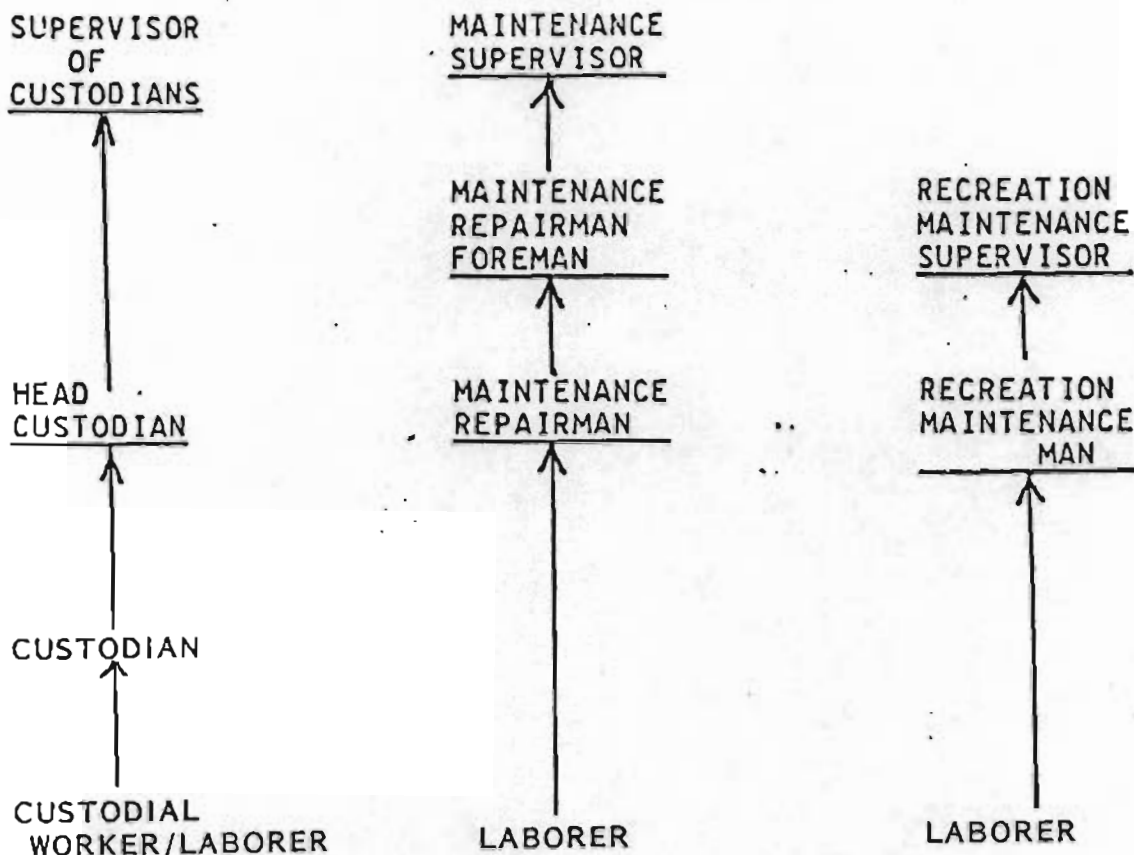 SUPERVISOR
OF
CUSTODIANS
HEAD
CUSTODIAN
CUSTODIAN
CUSTODIAL
WORKER/LABORER
MAINTENANCE
SUPERVISOR
MAINTENANCE
REPAIRMAN
FOREMAN
MAINTENANCE
REPAIRMAN
LABORER
RECREATION
MAINTENANCE
SUPERVISOR
RECREATION
MAINTENANCE
MAN
LABORER